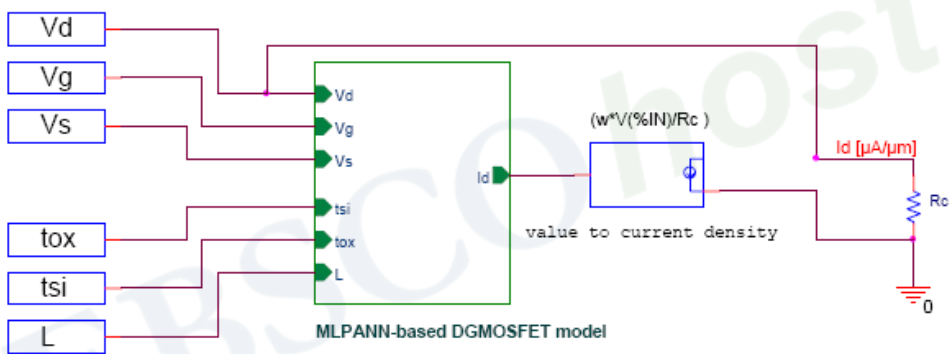 Vd
Vg
Vs
tox
tsi
L
Vd
Vg
Vs
tsi
tox
L
Id
MLPANN-based DGMOSFET model
(w*V(%IN)/Rc )
value to current density
Id [µA/µm]
Rc
0
EBSCOhost